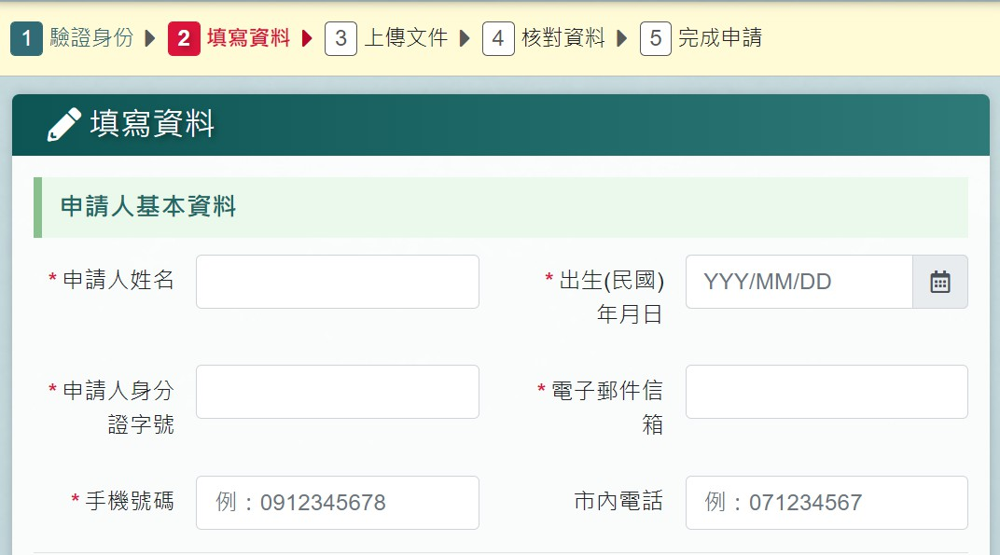 1 驗證身份 2 填寫資料 3 上傳文件 4 核對資料 5 完成申請
填寫資料
申請人基本資料
* 申請人姓名
* 出生(民國)
年月日
YYY/MM/DD
* 申請人身分
證字號
* 電子郵件信
箱
* 手機號碼
例：0912345678
市內電話
例：071234567